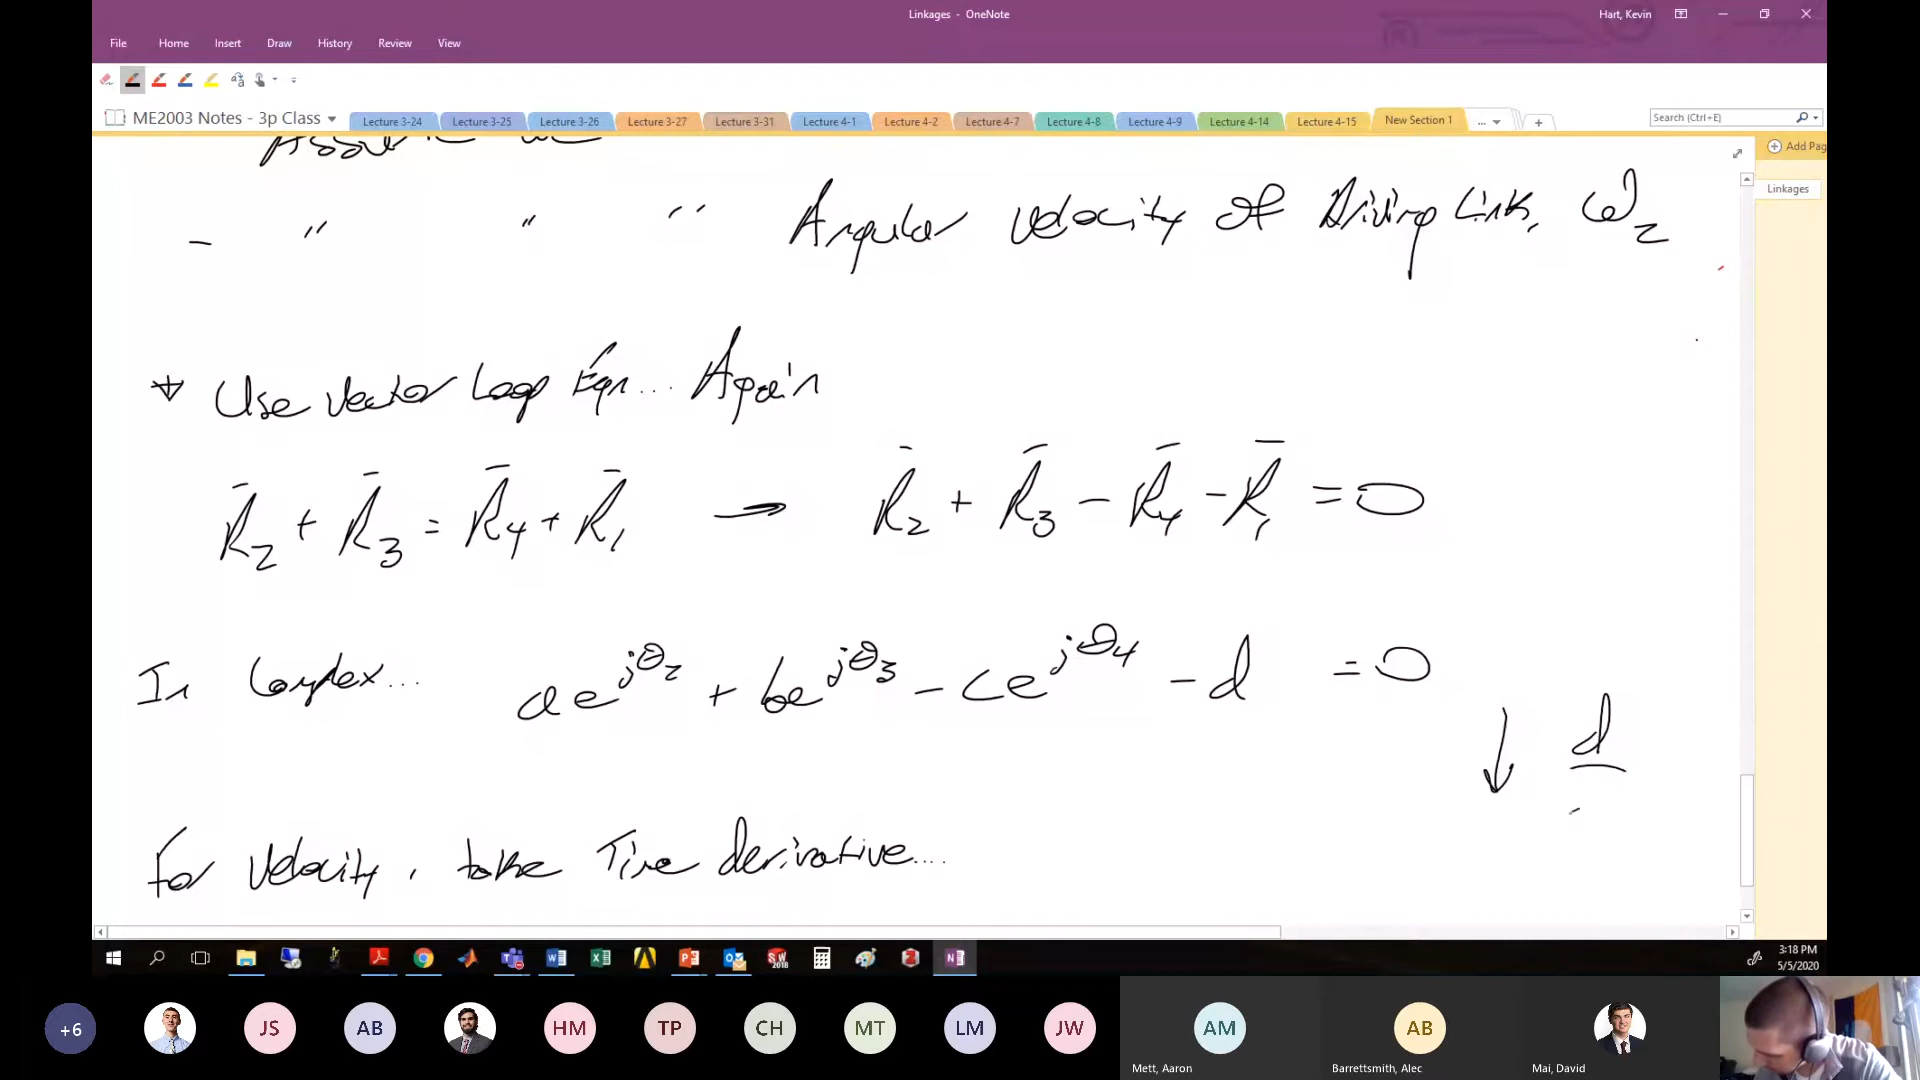 Linkages - OneNote
Hart, Kevin
File Home Insert Draw History Review View
ME2003 Notes - 3p Class
Lecture 3-24 Lecture 3-25 Lecture 3-26 Lecture 3-27 Lecture 3-31 Lecture 4-1 Lecture 4-2 Lecture 4-7 Lecture 4-8 Lecture 4-9 Lecture 4-14 Lecture 4-15 New Section 1 ...
Search (Ctrl+E)
Add Pag
Linkages
- " " " Angular Velocity of Driving Link, ω₂
* Use Vector Loop Eqn... Again
R̄₂ + R̄₃ = R̄₄ + R̄₁ → R̄₂ + R̄₃ - R̄₄ - R̄₁ = 0
In Complex... ae^jθ₂ + be^jθ₃ - ce^jθ₄ - d = 0
↓ d
For Velocity, take Time derivative....
3:18 PM
5/5/2020
+6 JS AB HM TP CH MT LM JW AM AB
Mett, Aaron Barrettsmith, Alec Mai, David